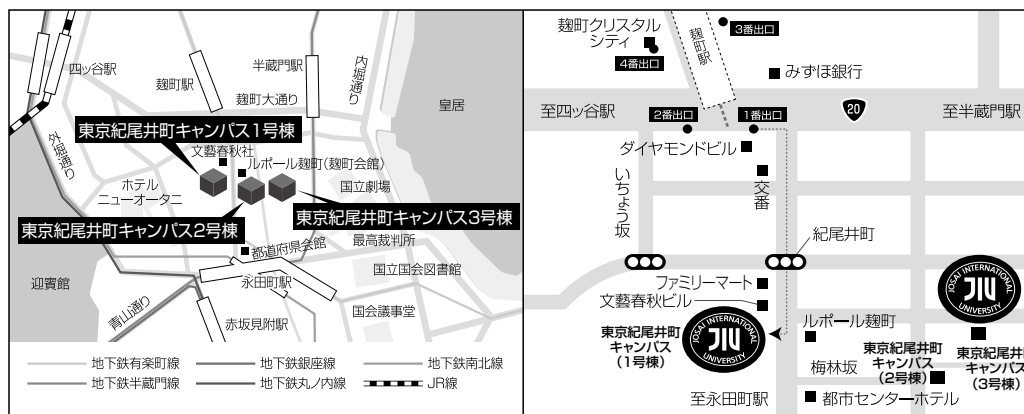 四ッ谷駅
麹町駅
半蔵門駅
内堀通り
皇居
麹町大通り
外堀通り
東京紀尾井町キャンパス1号棟
文藝春秋社
ルポール麹町(麹町会館)
ホテル
ニューオータニ
国立劇場
東京紀尾井町キャンパス3号棟
東京紀尾井町キャンパス2号棟
最高裁判所
都道府県会館
国立国会図書館
迎賓館
永田町駅
青山通り
国会議事堂
赤坂見附駅
地下鉄有楽町線
地下鉄銀座線
地下鉄南北線
地下鉄半蔵門線
地下鉄丸ノ内線
JR線
麹町クリスタル
シティ
4番出口
麹町駅
3番出口
みずほ銀行
至四ッ谷駅
2番出口
1番出口
20
至半蔵門駅
ダイヤモンドビル
いちょう坂
交番
紀尾井町
ファミリーマート
文藝春秋ビル
東京紀尾井町
キャンパス
(1号棟)
JOSAI INTERNATIONAL
JIU
UNIVERSITY
ルポール麹町
JOSAI INTERNATIONAL
JIU
UNIVERSITY
梅林坂
東京紀尾井町
キャンパス
(2号棟)
東京紀尾井町
キャンパス
(3号棟)
至永田町駅
都市センターホテル